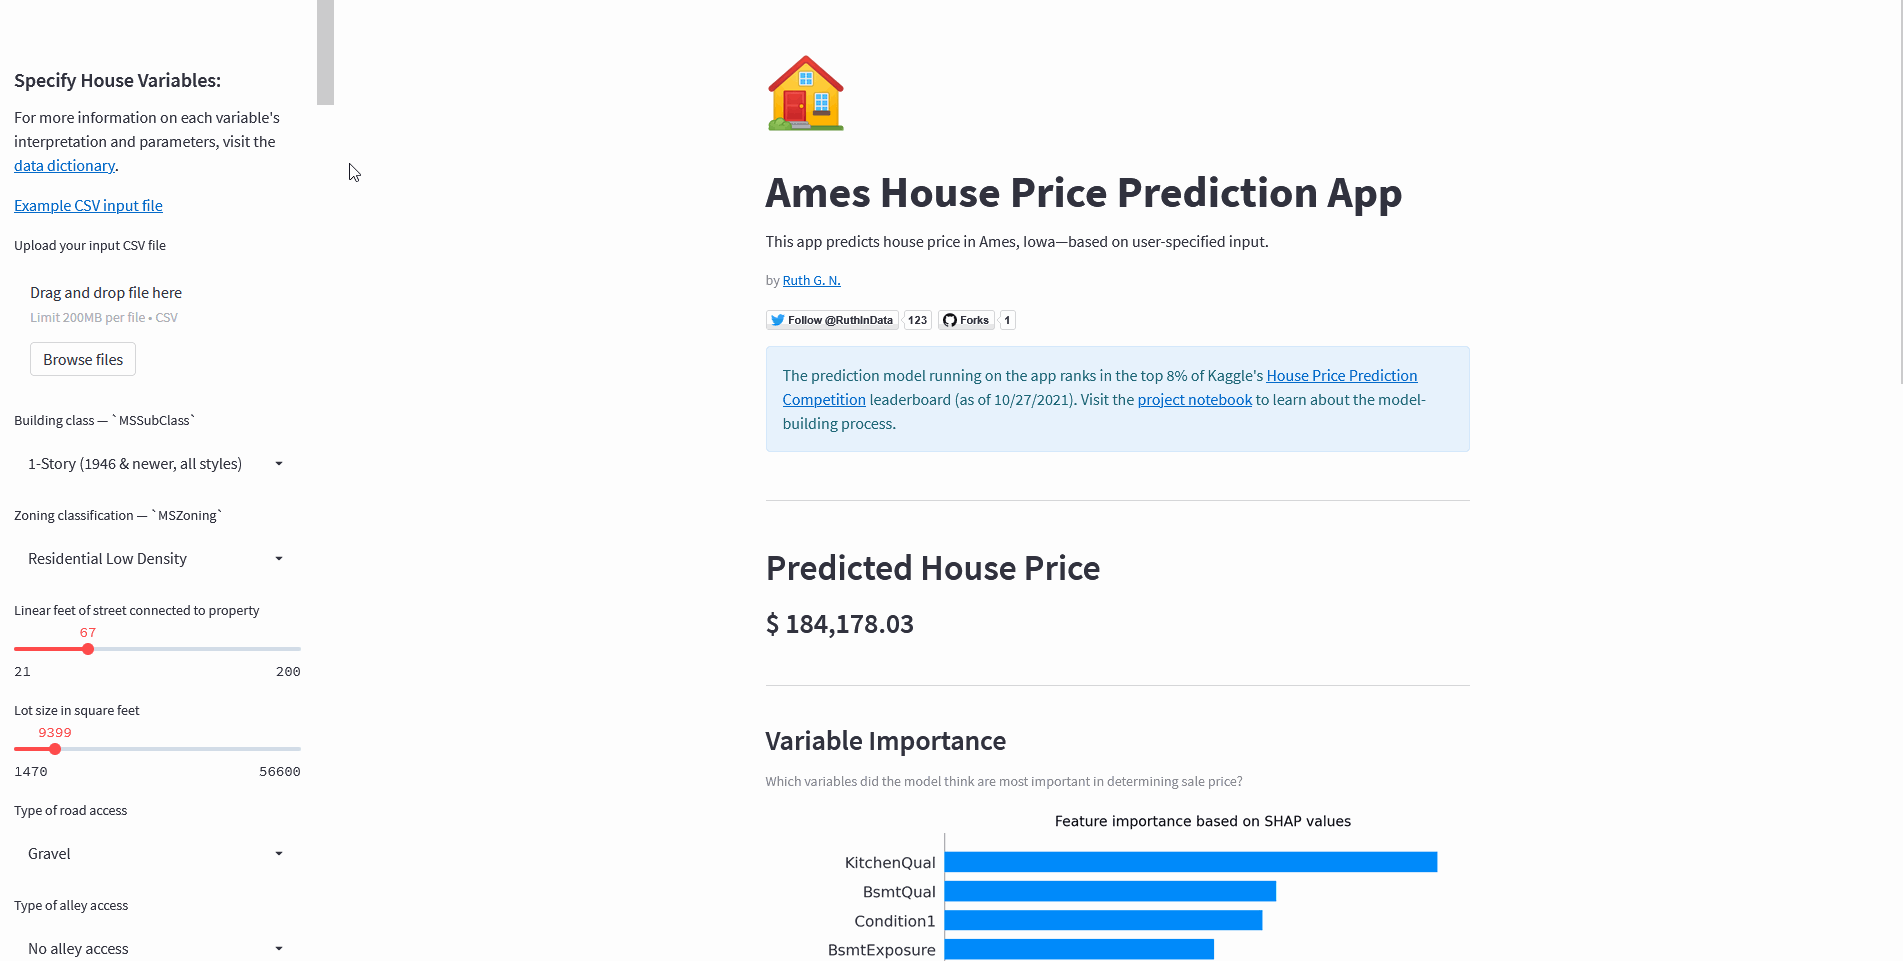 Specify House Variables:
For more information on each variable's
interpretation and parameters, visit the
data dictionary.
Example CSV input file
Upload your input CSV file
Drag and drop file here
Limit 200MB per file • CSV
Browse files
Building class — `MSSubClass`
1-Story (1946 & newer, all styles)
Zoning classification — `MSZoning`
Residential Low Density
Linear feet of street connected to property
67
21 200
Lot size in square feet
9399
1470 56600
Type of road access
Gravel
Type of alley access
No alley access
Ames House Price Prediction App
This app predicts house price in Ames, Iowa—based on user-specified input.
by Ruth G. N.
Follow @RuthInData 123 Forks 1
The prediction model running on the app ranks in the top 8% of Kaggle's House Price Prediction
Competition leaderboard (as of 10/27/2021). Visit the project notebook to learn about the model-
building process.
Predicted House Price
$ 184,178.03
Variable Importance
Which variables did the model think are most important in determining sale price?
Feature importance based on SHAP values
KitchenQual
BsmtQual
Condition1
BsmtExposure